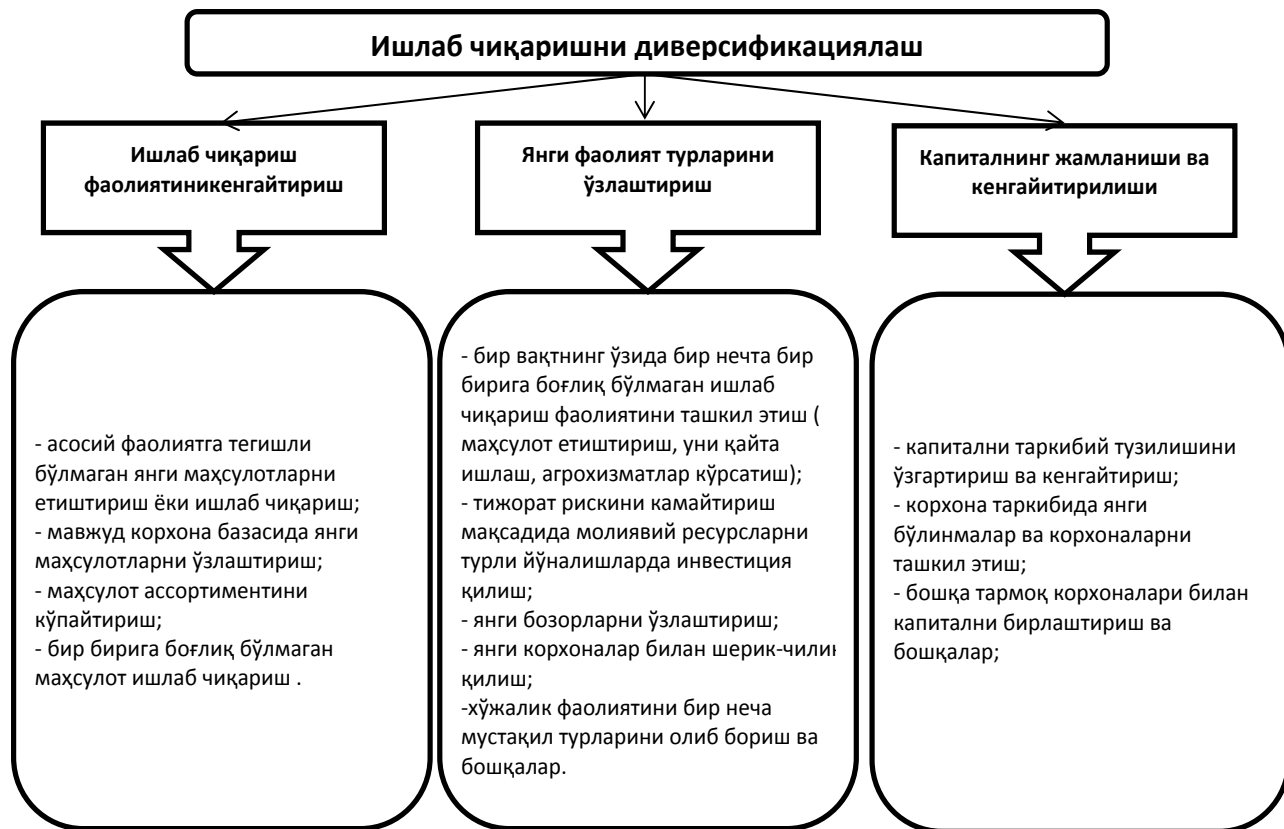 Ишлаб чиқаришни диверсификациялаш
Ишлаб чиқариш
фаолиятиникенгайтириш
Янги фаолият турларини
ўзлаштириш
Капиталнинг жамланиши ва
кенгайитирилиши
- асосий фаолиятга тегишли
бўлмаган янги маҳсулотларни
етиштириш ёки ишлаб чиқариш;
- мавжуд корхона базасида янги
маҳсулотларни ўзлаштириш;
- маҳсулот ассортиментини
кўпайтириш;
- бир бирига боғлиқ бўлмаган
маҳсулот ишлаб чиқариш .
- бир вақтнинг ўзида бир нечта бир
бирига боғлиқ бўлмаган ишлаб
чиқариш фаолиятини ташкил этиш (
маҳсулот етиштириш, уни қайта
ишлаш, агрохизматлар кўрсатиш);
- тижорат рискини камайтириш
мақсадида молиявий ресурсларни
турли йўналишларда инвестиция
қилиш;
- янги бозорларни ўзлаштириш;
- янги корхоналар билан шерик-чилик
қилиш;
-хўжалик фаолиятини бир неча
мустақил турларини олиб бориш ва
бошқалар.
- капитални таркибий тузилишини
ўзгартириш ва кенгайтириш;
- корхона таркибида янги
бўлинмалар ва корхоналарни
ташкил этиш;
- бошқа тармоқ корхоналари билан
капитални бирлаштириш ва
бошқалар;